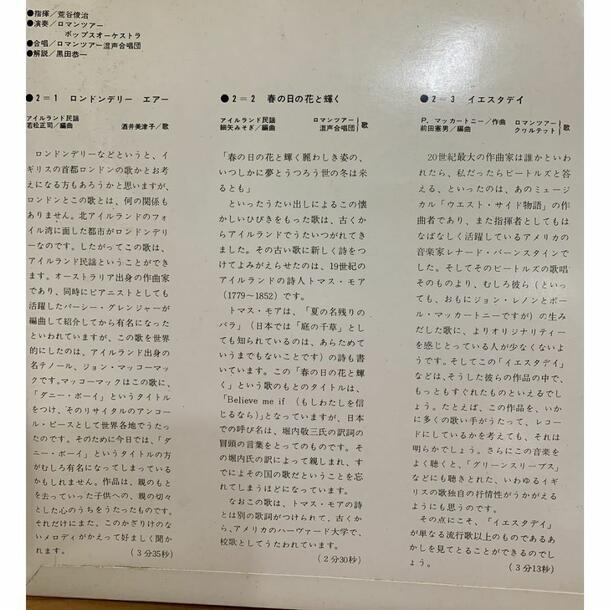 ●指揮／荒谷俊治
●演奏／ロマンツアー
ポップスオーケストラ
●合唱／ロマンツアー混声合唱団
●解説／黒田恭一
●2＝1 ロンドンデリー エアー
アイルランド民謡
若松正司／編曲 酒井美津子／歌
ロンドンデリーなどというと、イ
ギリスの首都ロンドンの歌かとお考
えになる方もあろうかと思いますが、
ロンドンとこの歌とは、何の関係も
ありません。北アイルランドのフォイ
ル湾に面した都市がロンドンデリ
ーなのです。したがってこの歌は、
アイルランド民謡ということができ
ます。オーストラリア出身の作曲家
であり、同時にピアニストとしても
活躍したパーシー・グレンジャーが
編曲して紹介してから有名になった
といわれていますが、この歌を世界
的にしたのは、アイルランド出身の
名テノール、ジョン・マッコーマッ
クです。マッコーマックはこの歌に、
「ダニー・ボーイ」というタイトル
をつけ、そのリサイタルのアンコー
ル・ピースとして世界各地でうたっ
たのです。そのために今日では、「ダ
ニー・ボーイ」というタイトルの方
がむしろ有名になってしまっている
かもしれません。作品は、親のもと
を去っていった子供への、親の切々
とした心のうちをうたったものです。
それだけにまた、このかざりけのな
いメロディがかえって好ましく聞か
れます。 (3分35秒)
●2＝2 春の日の花と輝く
アイルランド民謡 ロマンツアー
細矢みそぎ／編曲 混声合唱団 }歌
「春の日の花と輝く麗わしき姿の、
いつしかに夢とうつろう世の冬は来
るとも」
といったうたい出しによるこの懐
かしいひびきをもった歌は、古くか
らアイルランドでうたいつがれてき
ました。その古い歌に新しく詩をつ
けてよみがえらせたのは、19世紀の
アイルランドの詩人トマス・モア
(1779〜1852)です。
トマス・モアは、「夏の名残りの
バラ」（日本では「庭の千草」とし
ても知られているのは、あらためて
いうまでもないことです）の詩も書
いています。この「春の日の花と輝
く」という歌のもとのタイトルは、
「Believe me if（もしわたしを信
じるなら）」となっていますが、日本
での呼び名は、堀内敬三氏の訳詞の
冒頭の言葉をとってのものです。そ
の堀内氏の訳によって親しまれ、す
でによその国の歌だということを忘
れてしまうほどになっています。
なおこの歌は、トマス・モアの詩
とは別の歌詞がつけられて、古くか
ら、アメリカのハーヴァード大学で、
校歌としてうたわれています。
(2分30秒)
●2＝3 イエスタデイ
P．マッカートニー／作曲 ロマンツアー
前田憲男／編曲 クヮルテット }歌
20世紀最大の作曲家は誰かといわ
れたら、私だったらビートルズと答
える、といったのは、あのミュージ
カル「ウエスト・サイド物語」の作
曲者であり、また指揮者としてもは
なばなしく活躍しているアメリカの
音楽家レナード・バーンスタインで
した。そしてそのビートルズの歌唱
そのものより、むしろ彼ら（といっ
ても、おもにジョン・レノンとポー
ル・マッカートニーですが）の生み
だした歌に、よりオリジナリティー
を感じとっている人が少なくないよ
うです。そしてこの「イエスタデイ」
などは、そうした彼らの作品の中で、
もっともすぐれたものといえるでし
ょう。たとえば、この作品を、いか
に多くの歌い手がうたって、レコー
ドにしているかを考えても、それは
明らかでしょう。さらにこの音楽を
よく聴くと、「グリーンスリーブス」
などにも聴きとれた、いわゆるイギ
リスの歌独自の抒情性がうかがえる
ようにも思うのです。
その点にこそ、「イエスタデイ」
が単なる流行歌以上のものであるあ
かしを見てとることができるのでし
ょう。 (3分13秒)